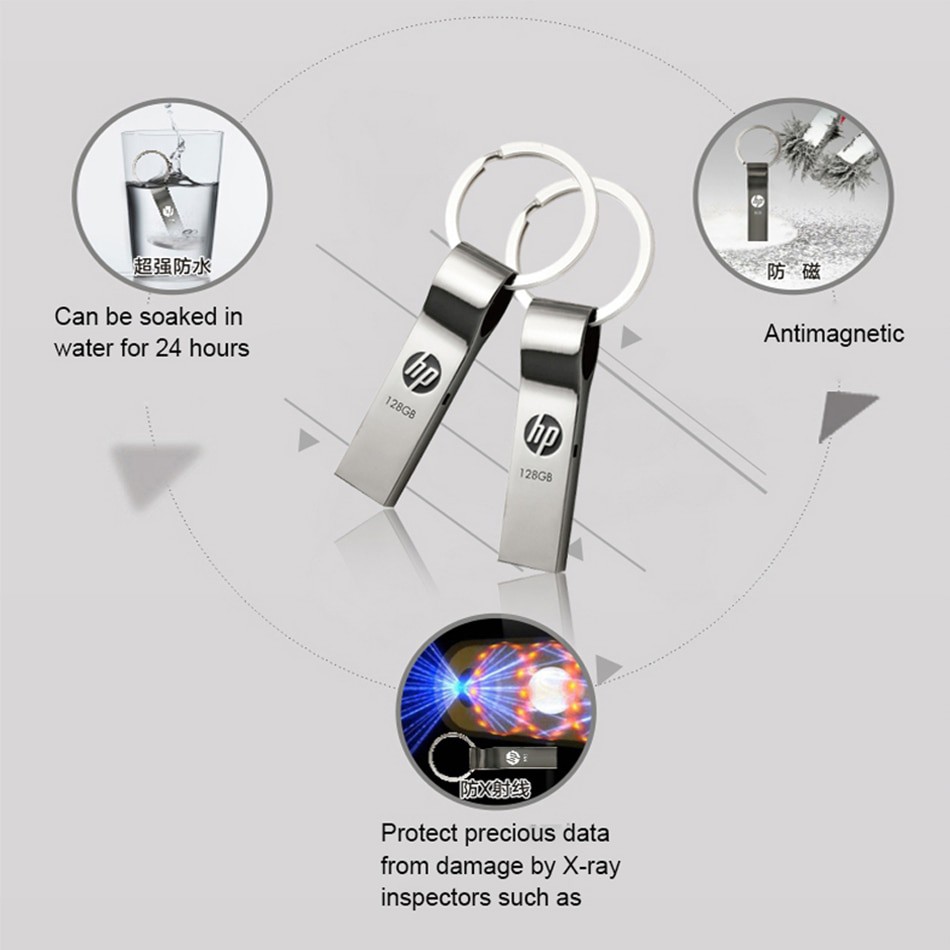 超强防水
Can be soaked in
water for 24 hours
防 磁
Antimagnetic
hp
128GB
hp
128GB
hp
防X射线
Protect precious data
from damage by X-ray
inspectors such as